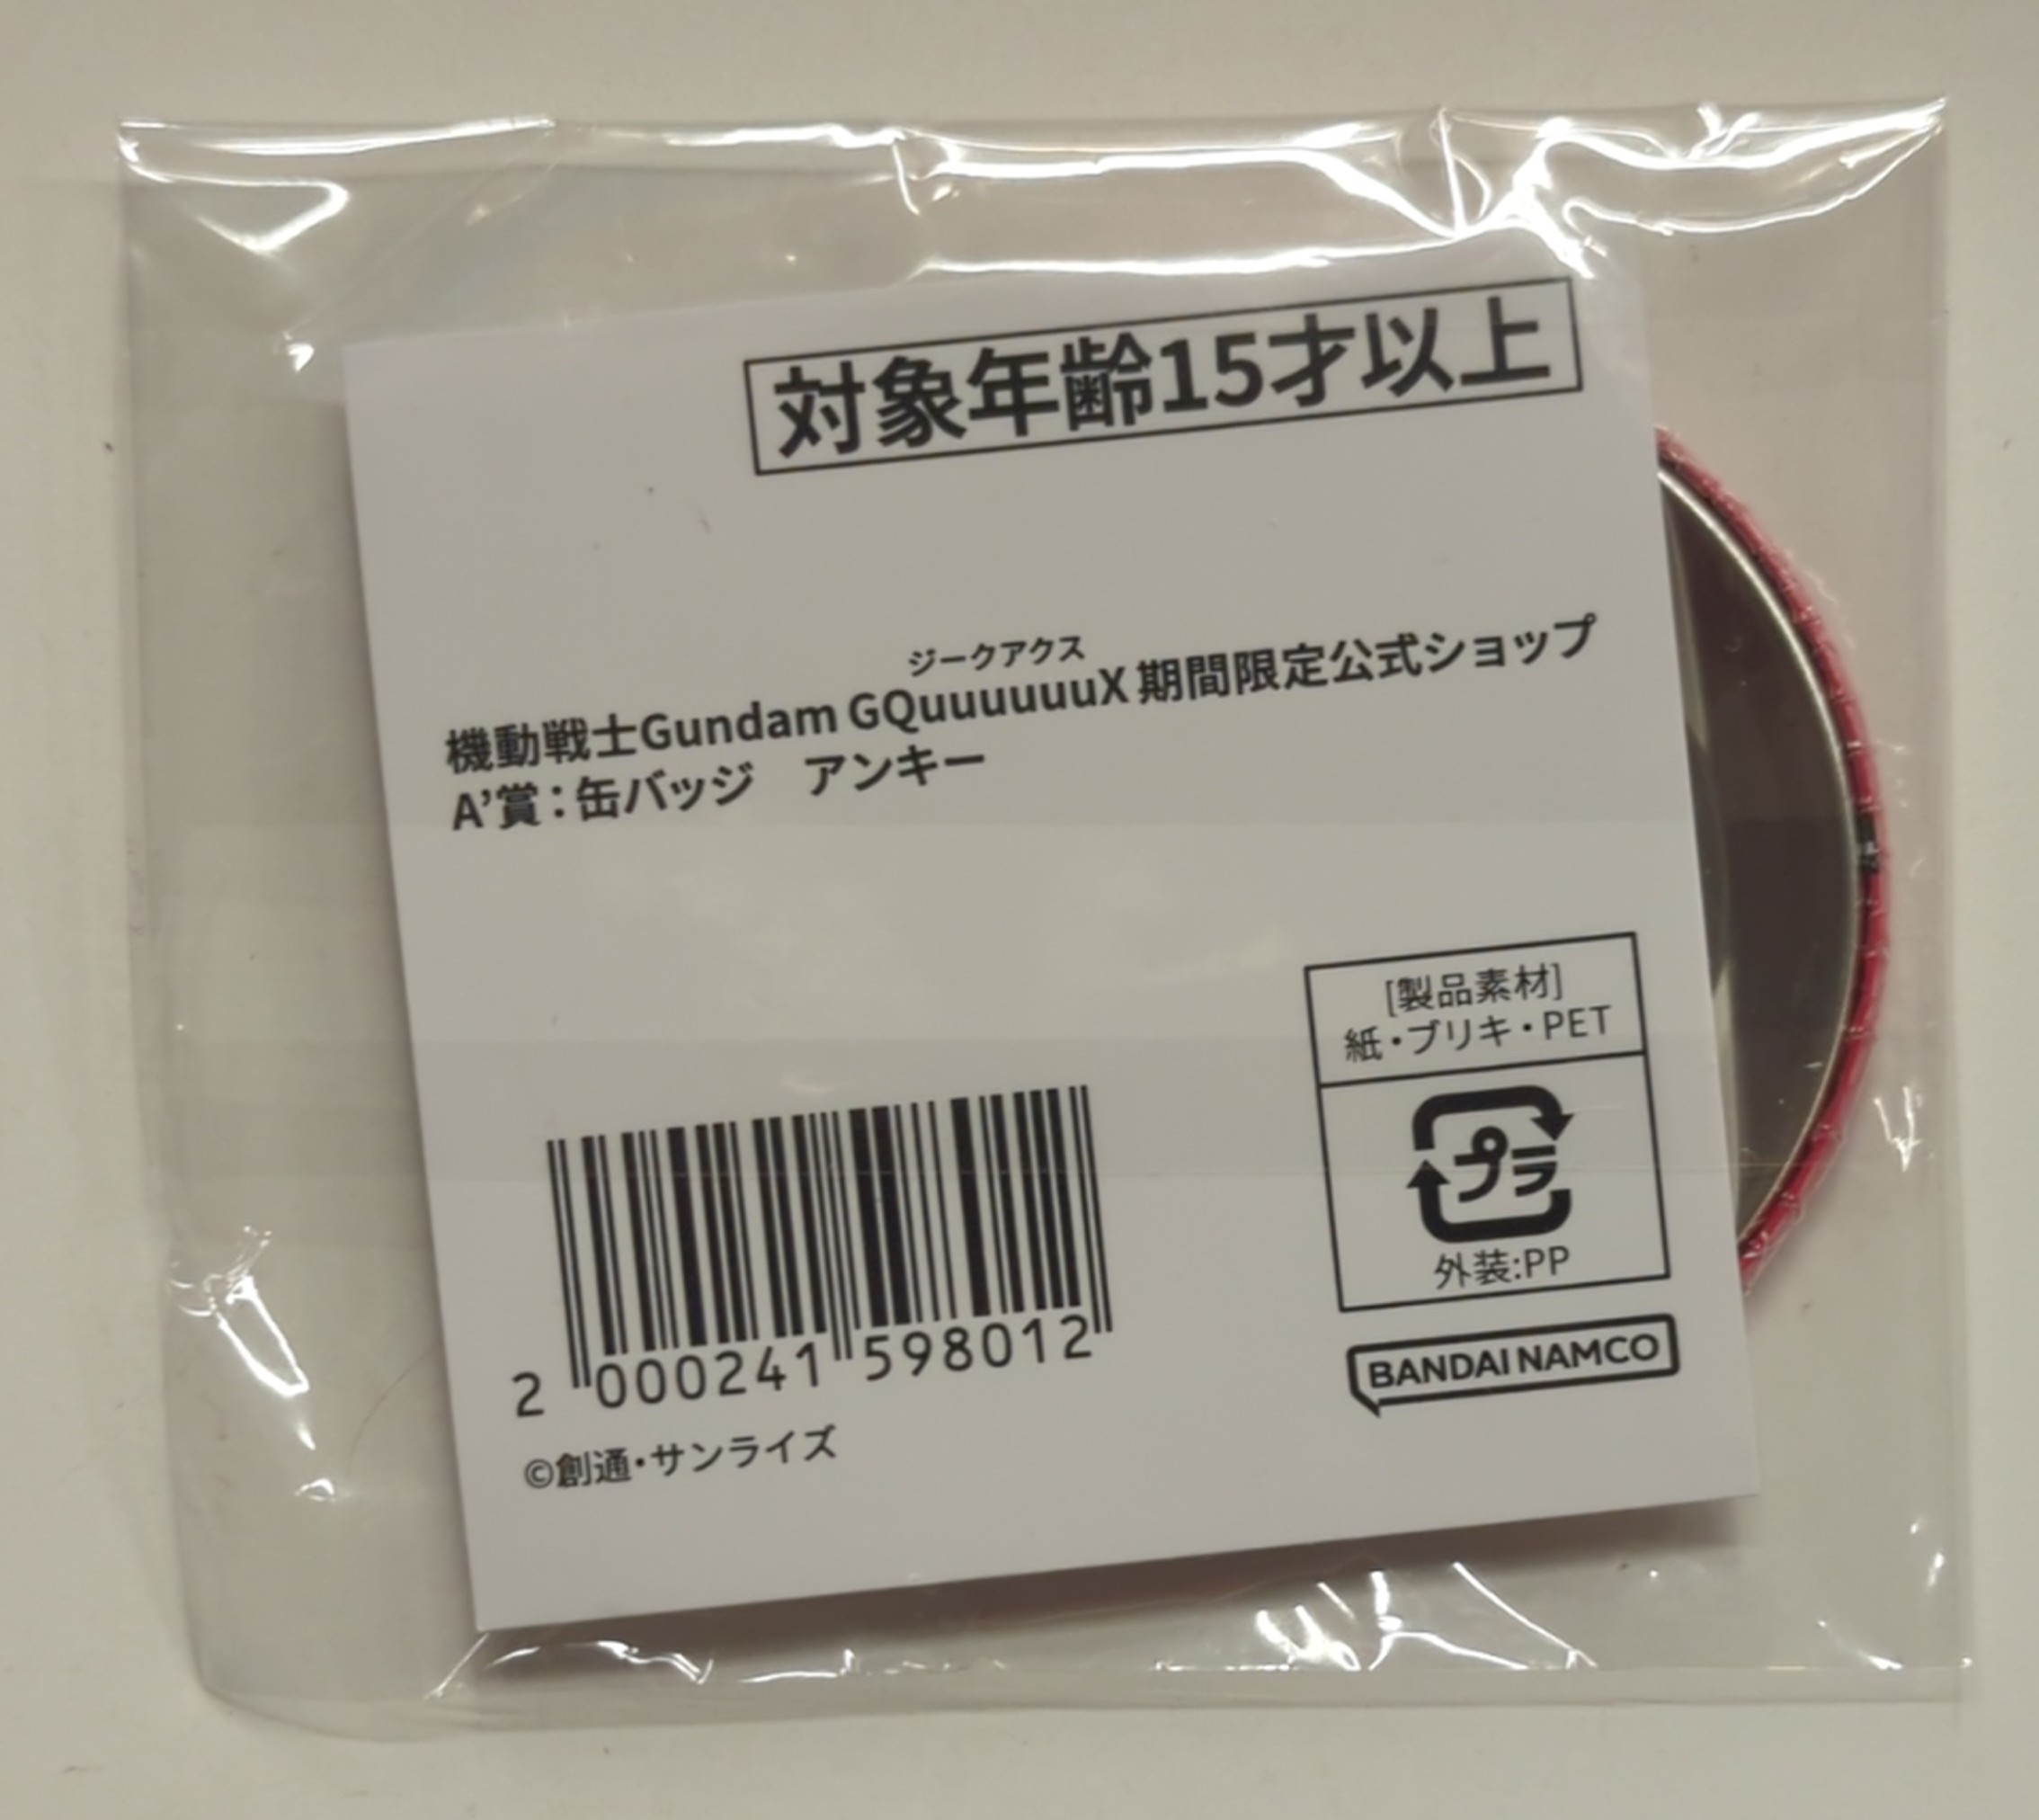 対象年齢15才以上
ジークアクス
機動戦士Gundam GQuuuuuuX 期間限定公式ショップ
A’賞：缶バッジ　アンキー
[製品素材]
紙・ブリキ・PET
プラ
外装:PP
BANDAI NAMCO
2 000241 598012
©創通・サンライズ